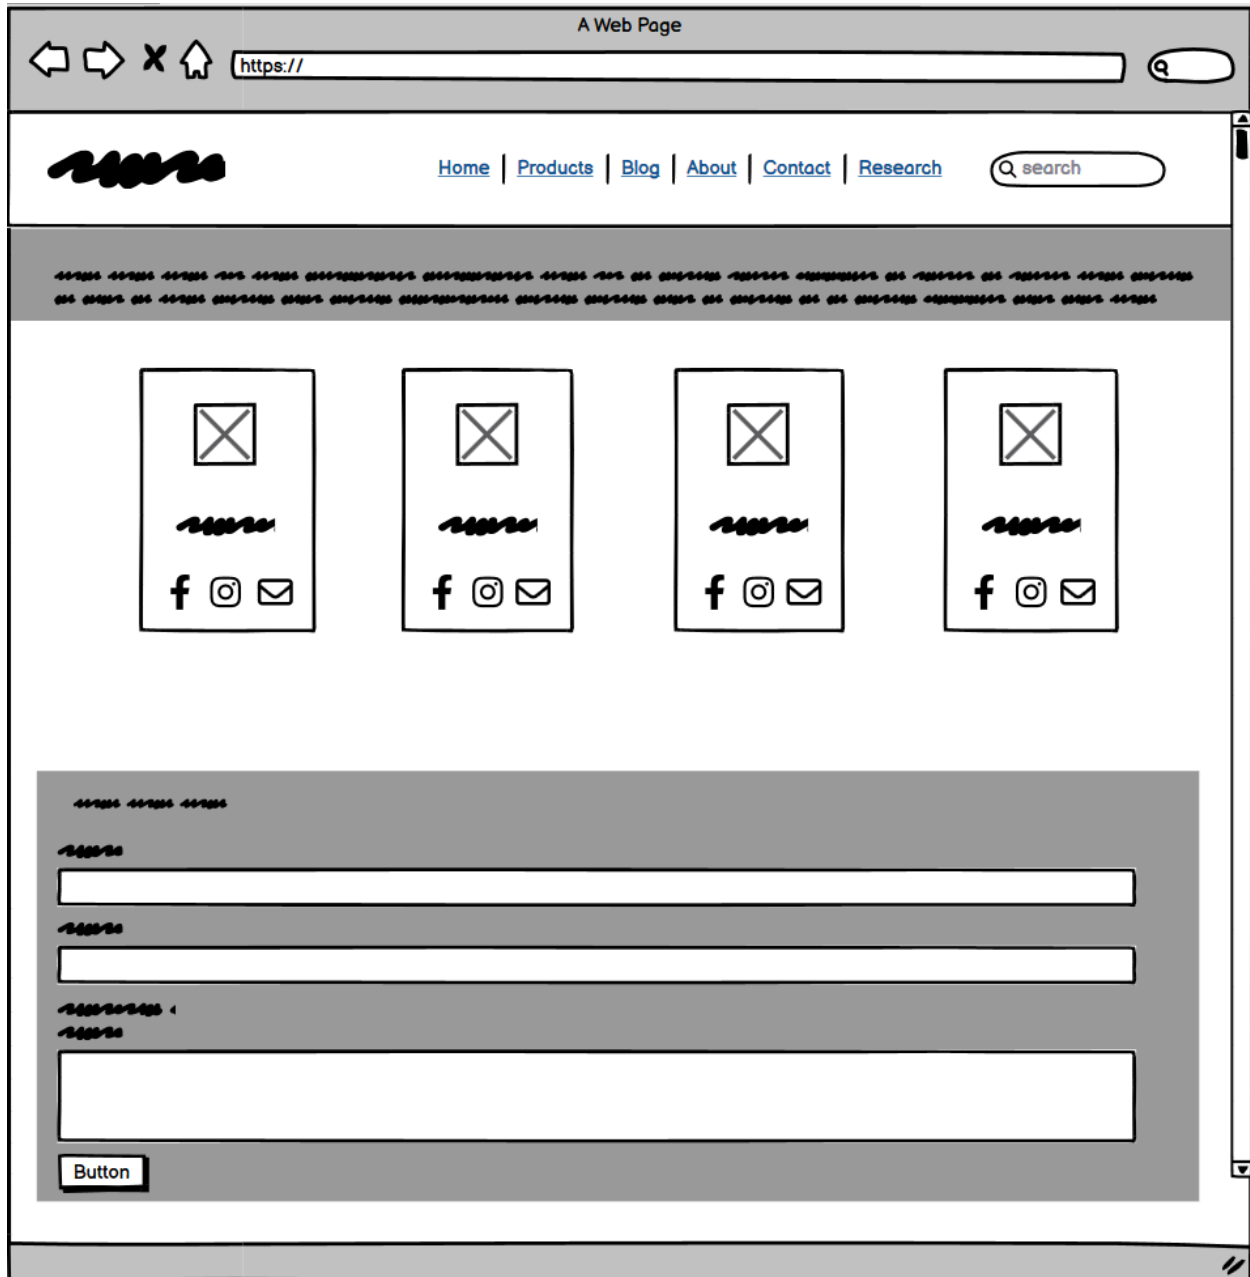 A Web Page
https://
Home | Products | Blog | About | Contact | Research
search
Button